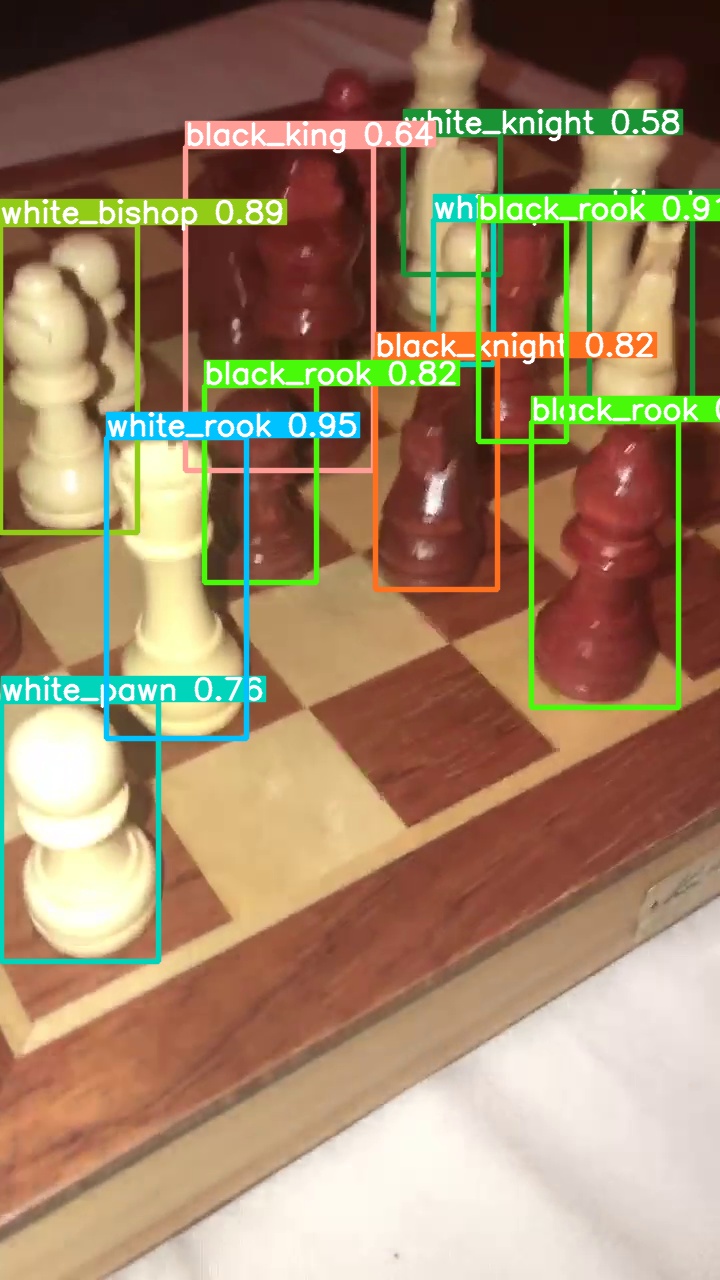 white_knight 0.58
black_king 0.64
white_bishop 0.89
black_rook 0.91
black_knight 0.82
black_rook 0.82
black_rook
white_rook 0.95
white_pawn 0.76